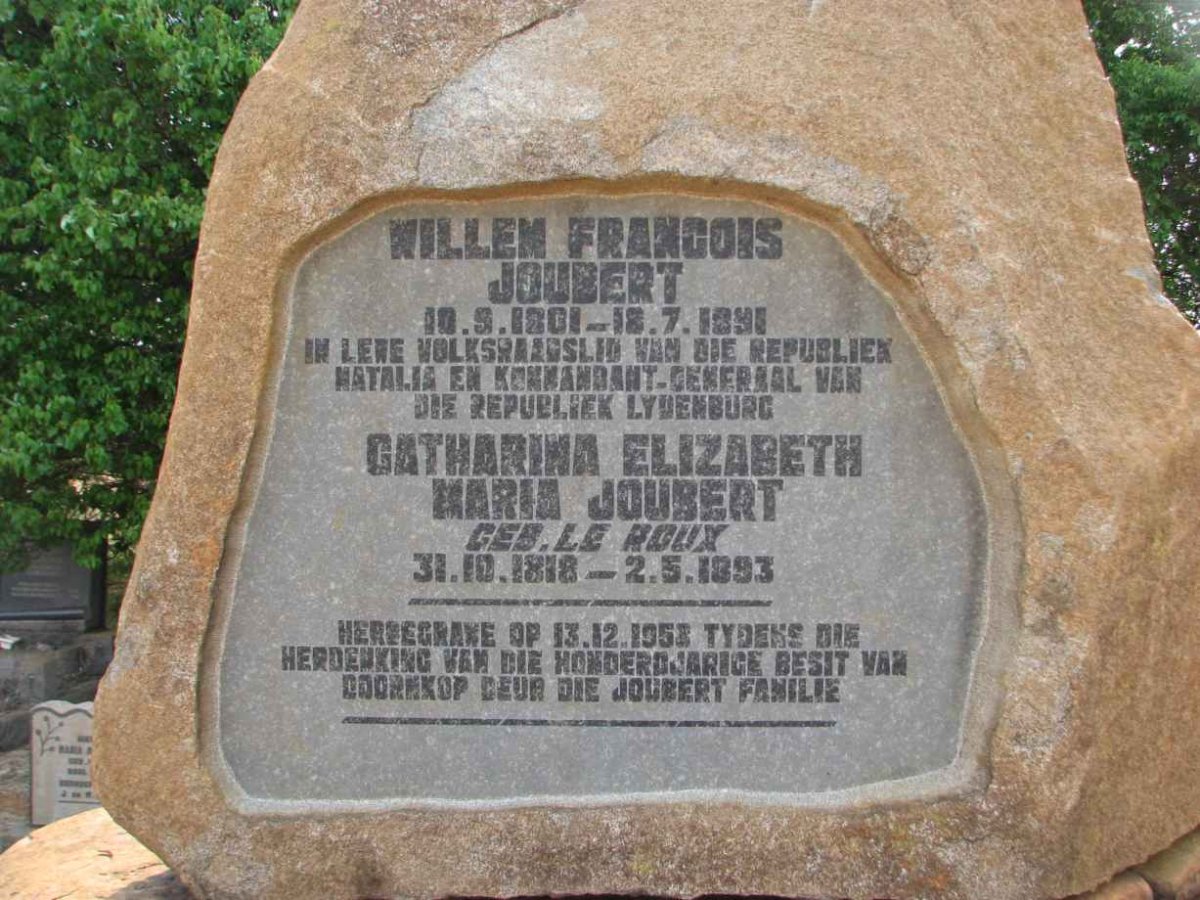 WILLEM FRANCOIS
JOUBERT
10.9.1801–18.7.1891
IN LEWE VOLKSRAADSLID VAN DIE REPUBLIEK
NATALIA EN KOMMANDANT-GENERAAL VAN
DIE REPUBLIEK LYDENBURG
CATHARINA ELIZABETH
MARIA JOUBERT
GEB. LE ROUX
31.10.1818 – 2.5.1893
HERBEGRAWE OP 13.12.1953 TYDENS DIE
HERDENKING VAN DIE HONDERDJARIGE BESIT VAN
DOORNKOP DEUR DIE JOUBERT FAMILIE
MARIA